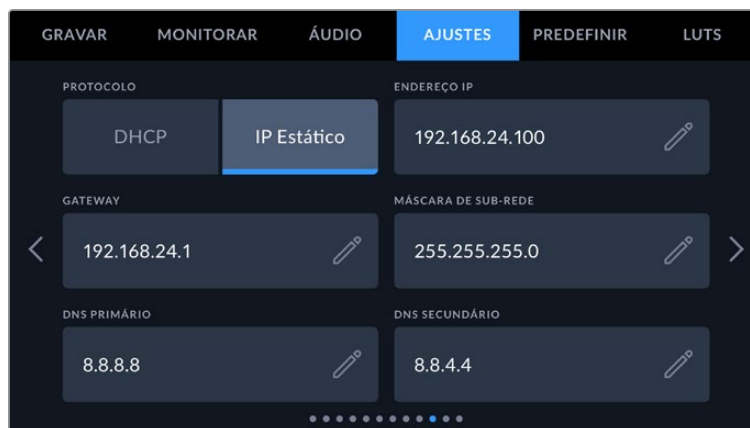 GRAVAR MONITORAR ÁUDIO AJUSTES PREDEFINIR LUTS
PROTOCOLO ENDEREÇO IP
DHCP IP Estático 192.168.24.100
GATEWAY MÁSCARA DE SUB-REDE
192.168.24.1 255.255.255.0
DNS PRIMÁRIO DNS SECUNDÁRIO
8.8.8.8 8.8.4.4